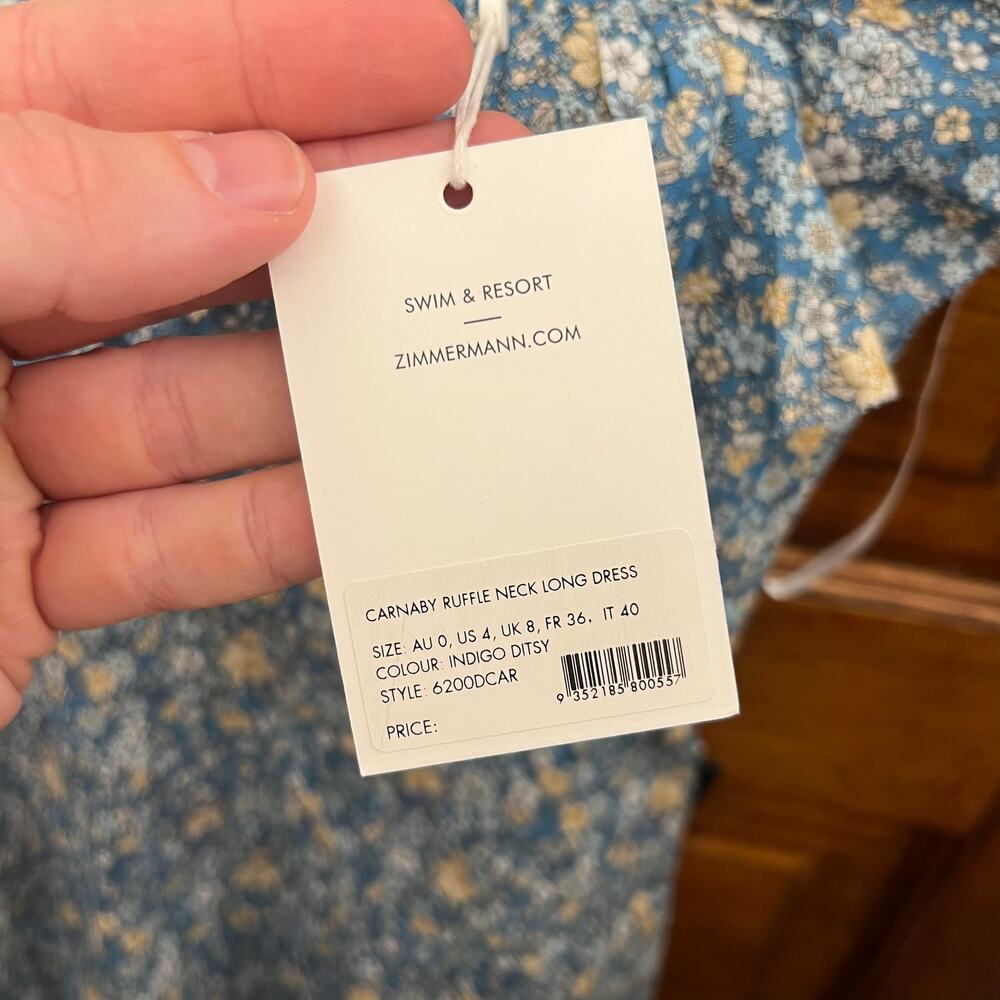 SWIM & RESORT
ZIMMERMANN.COM
CARNABY RUFFLE NECK LONG DRESS
SIZE: AU 0, US 4, UK 8, FR 36, IT 40
COLOUR: INDIGO DITSY
STYLE: 6200DCAR
9 352185 800557
PRICE: